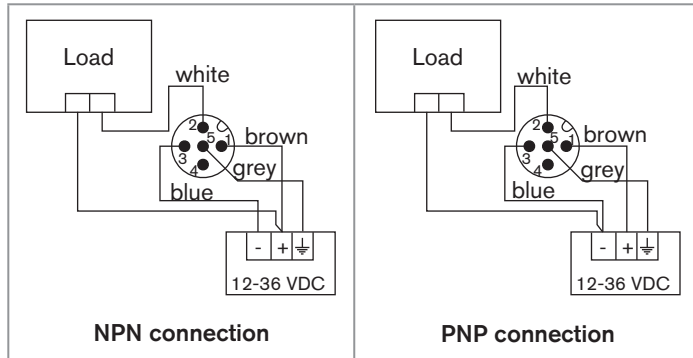 Load
white
2
5
1
brown
3
4
grey
blue
- +
12-36 VDC
NPN connection
Load
white
2
5
1
brown
3
4
grey
blue
- +
12-36 VDC
PNP connection